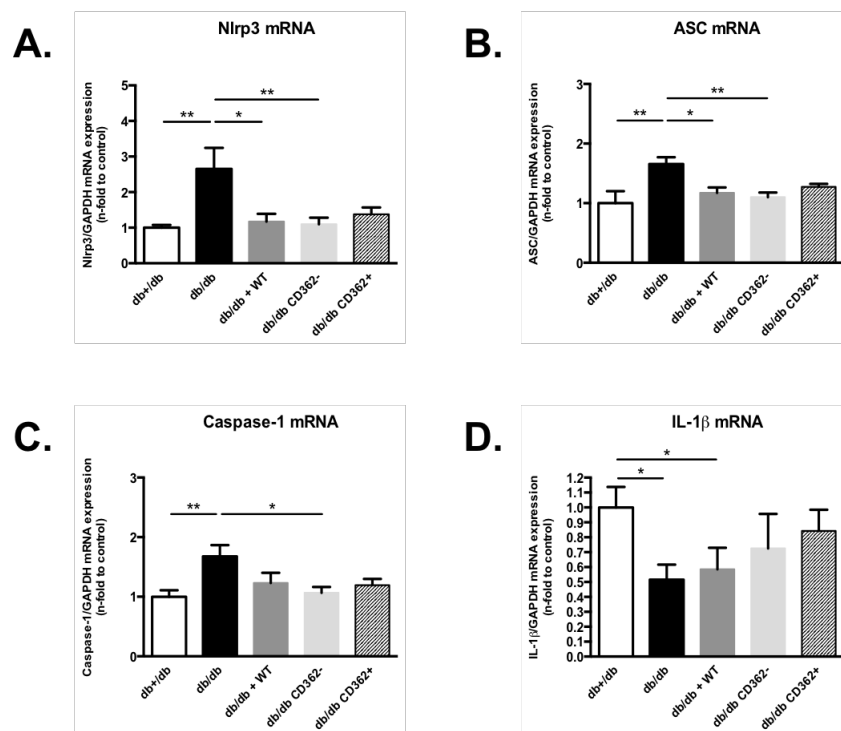 A.
Nlrp3 mRNA
Nlrp3/GAPDH mRNA expression
(n-fold to control)
5
4
3
2
1
0
**
**
*
db+/db
db/db
db/db + WT
db/db CD362-
db/db CD362+
B.
ASC mRNA
ASC/GAPDH mRNA expression
(n-fold to control)
3
2
1
0
**
**
*
db+/db
db/db
db/db + WT
db/db CD362-
db/db CD362+
C.
Caspase-1 mRNA
Caspase-1/GAPDH mRNA expression
(n-fold to control)
3
2
1
0
**
*
db+/db
db/db
db/db + WT
db/db CD362-
db/db CD362+
D.
IL-1β mRNA
IL-1β/GAPDH mRNA expression
(n-fold to control)
1.2
1.1
1.0
0.9
0.8
0.7
0.6
0.5
0.4
0.3
0.2
0.1
0.0
*
*
db+/db
db/db
db/db + WT
db/db CD362-
db/db CD362+